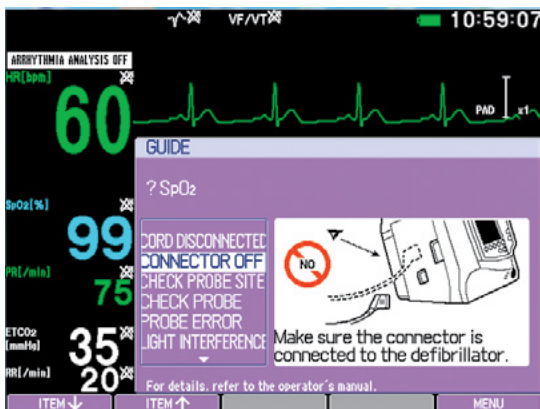 VF/VT
10:59:07
ARRHYTHMIA ANALYSIS OFF
HR[bpm]
60
PAD
x1
GUIDE
? SpO2
SpO2[%]
99
PR[/min]
75
ETCO2
[mmHg]
35
RR[/min]
20
CORD DISCONNECTED
CONNECTOR OFF
CHECK PROBE SITE
CHECK PROBE
PROBE ERROR
LIGHT INTERFERENCE
NO
Make sure the connector is
connected to the defibrillator.
For details. refer to the operator's manual.
ITEM↓
ITEM↑
MENU